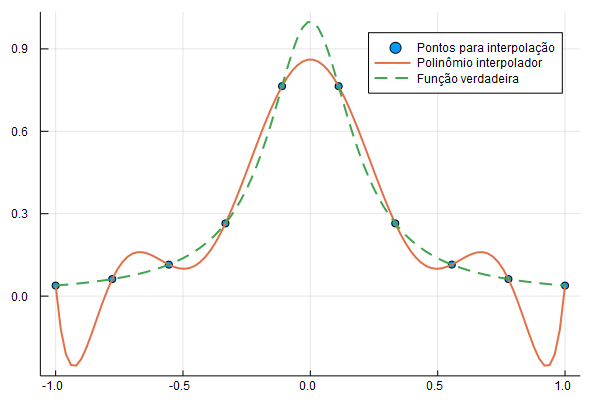 Pontos para interpolação
Polinômio interpolador
Função verdadeira
0.9
0.6
0.3
0.0
-1.0 -0.5 0.0 0.5 1.0